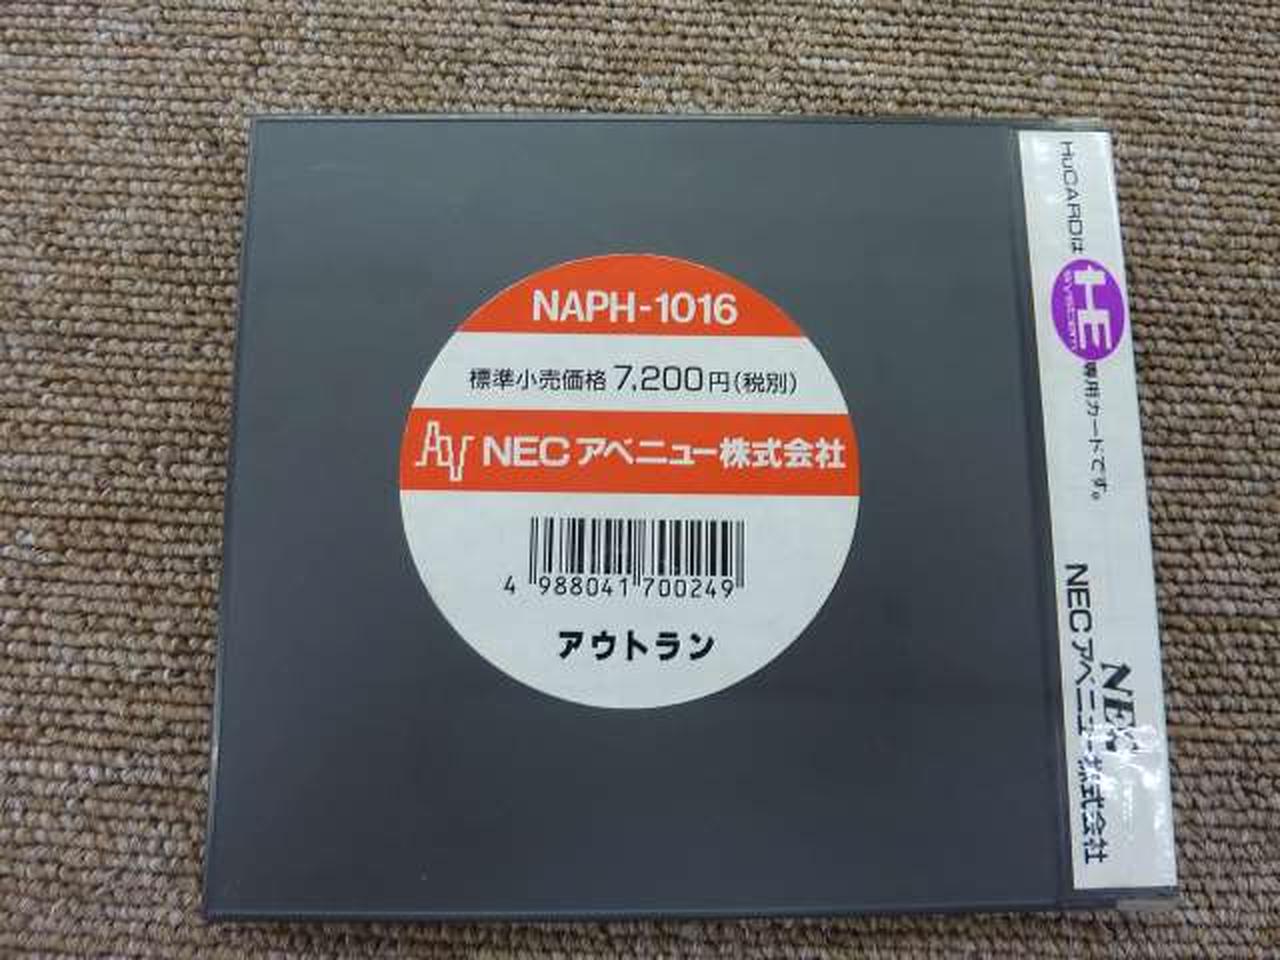 NAPH-1016
標準小売価格 7,200円(税別)
NECアベニュー株式会社
4 988041 700249
アウトラン
HuCARDは HE system 専用カードです。
NEC アベニュー株式会社
NEC